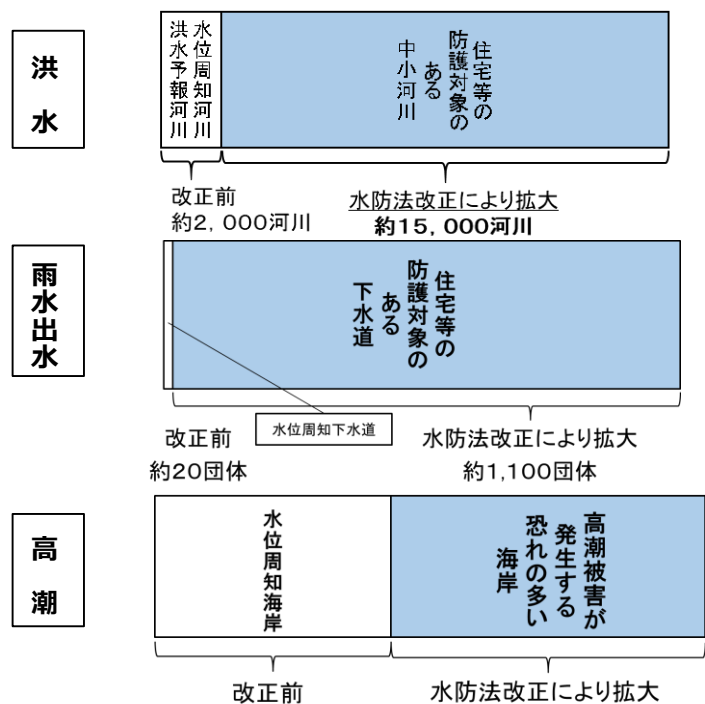 洪水
洪水予報河川
水位周知河川
住宅等の
防護対象の
ある
中小河川
改正前
約2，000河川
水防法改正により拡大
約15，000河川
雨水出水
住宅等の
防護対象の
ある
下水道
水位周知下水道
改正前
約20団体
水防法改正により拡大
約1,100団体
高潮
水位周知海岸
高潮被害が
発生する
恐れの多い
海岸
改正前
水防法改正により拡大